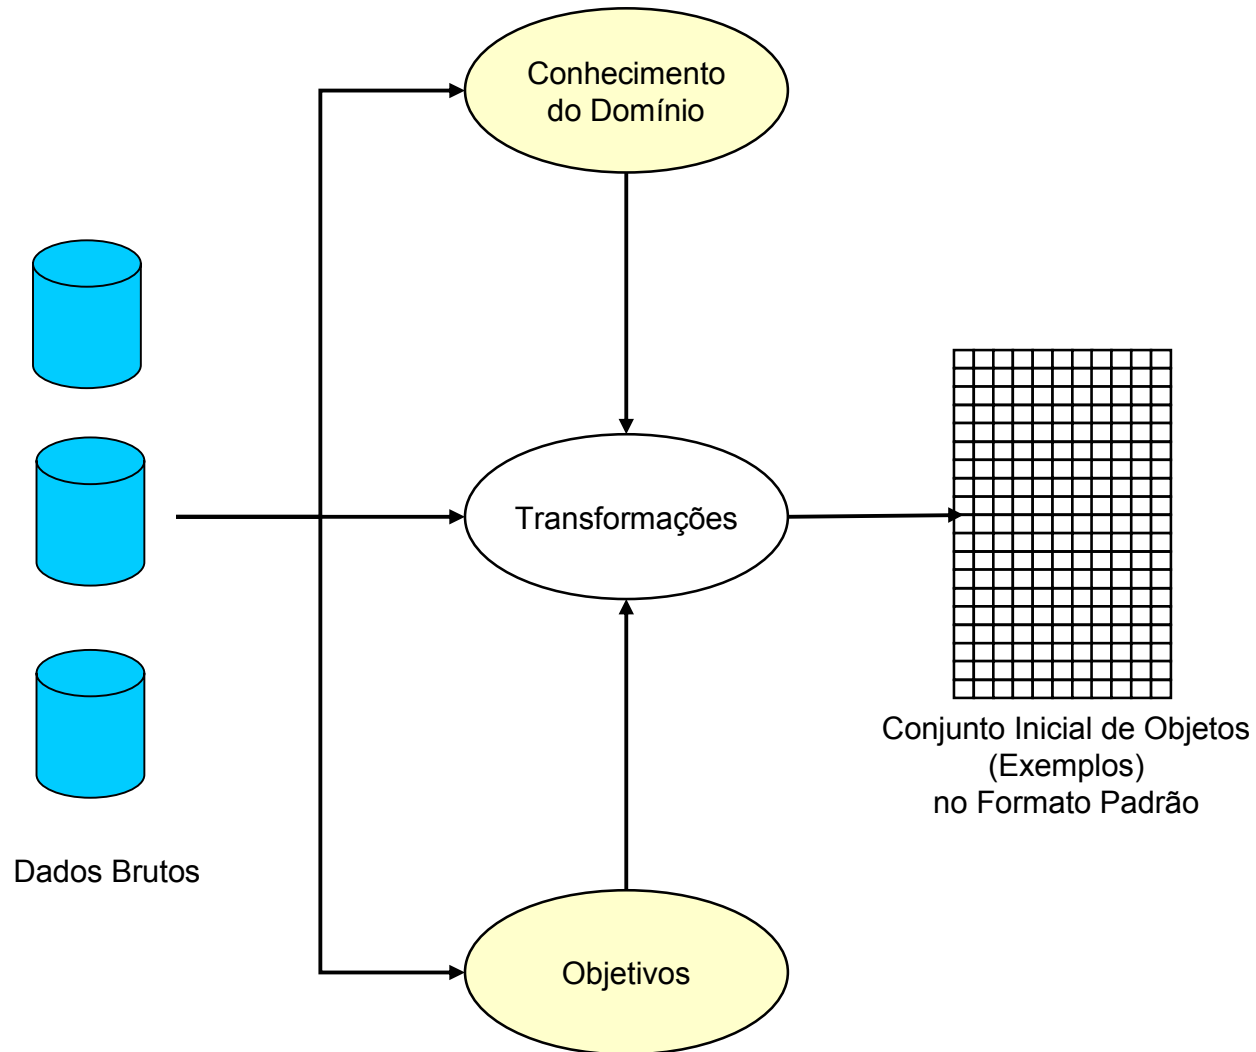 Conhecimento
do Domínio
Transformações
Conjunto Inicial de Objetos
(Exemplos)
no Formato Padrão
Dados Brutos
Objetivos